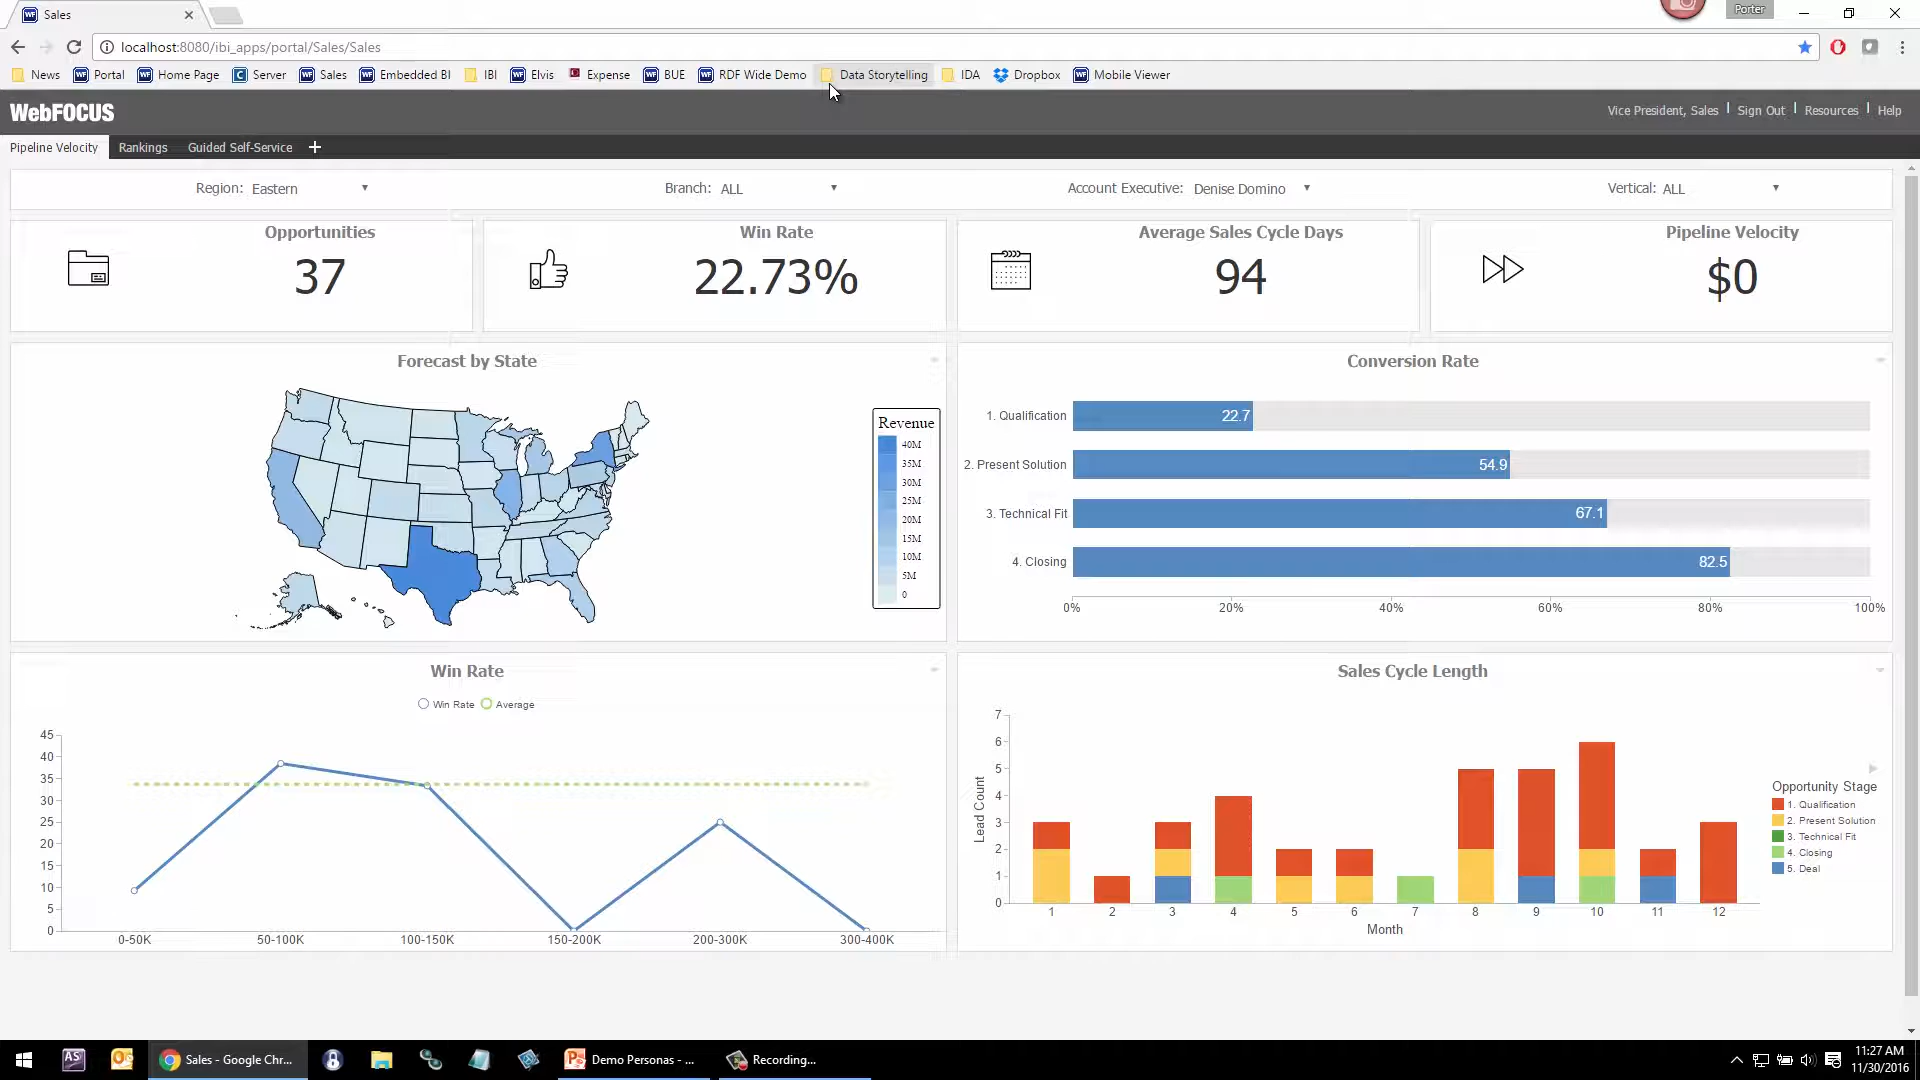 Sales
Porter
localhost:8080/ibi_apps/portal/Sales/Sales
News Portal Home Page Server Sales Embedded BI IBI Elvis Expense BUE RDF Wide Demo Data Storytelling IDA Dropbox Mobile Viewer
WebFOCUS
Vice President, Sales Sign Out Resources Help
Pipeline Velocity Rankings Guided Self-Service +
Region: Eastern Branch: ALL Account Executive: Denise Domino Vertical: ALL
Opportunities
37
Win Rate
22.73%
Average Sales Cycle Days
94
Pipeline Velocity
$0
Forecast by State
Revenue
40M
35M
30M
25M
20M
15M
10M
5M
0
Conversion Rate
1. Qualification 22.7
2. Present Solution 54.9
3. Technical Fit 67.1
4. Closing 82.5
0% 20% 40% 60% 80% 100%
Win Rate
Win Rate Average
45
40
35
30
25
20
15
10
5
0
0-50K 50-100K 100-150K 150-200K 200-300K 300-400K
Sales Cycle Length
Lead Count
7
6
5
4
3
2
1
0
1 2 3 4 5 6 7 8 9 10 11 12
Month
Opportunity Stage
1. Qualification
2. Present Solution
3. Technical Fit
4. Closing
5. Deal
Sales - Google Chr...
Demo Personas - ...
Recording...
11:27 AM
11/30/2016